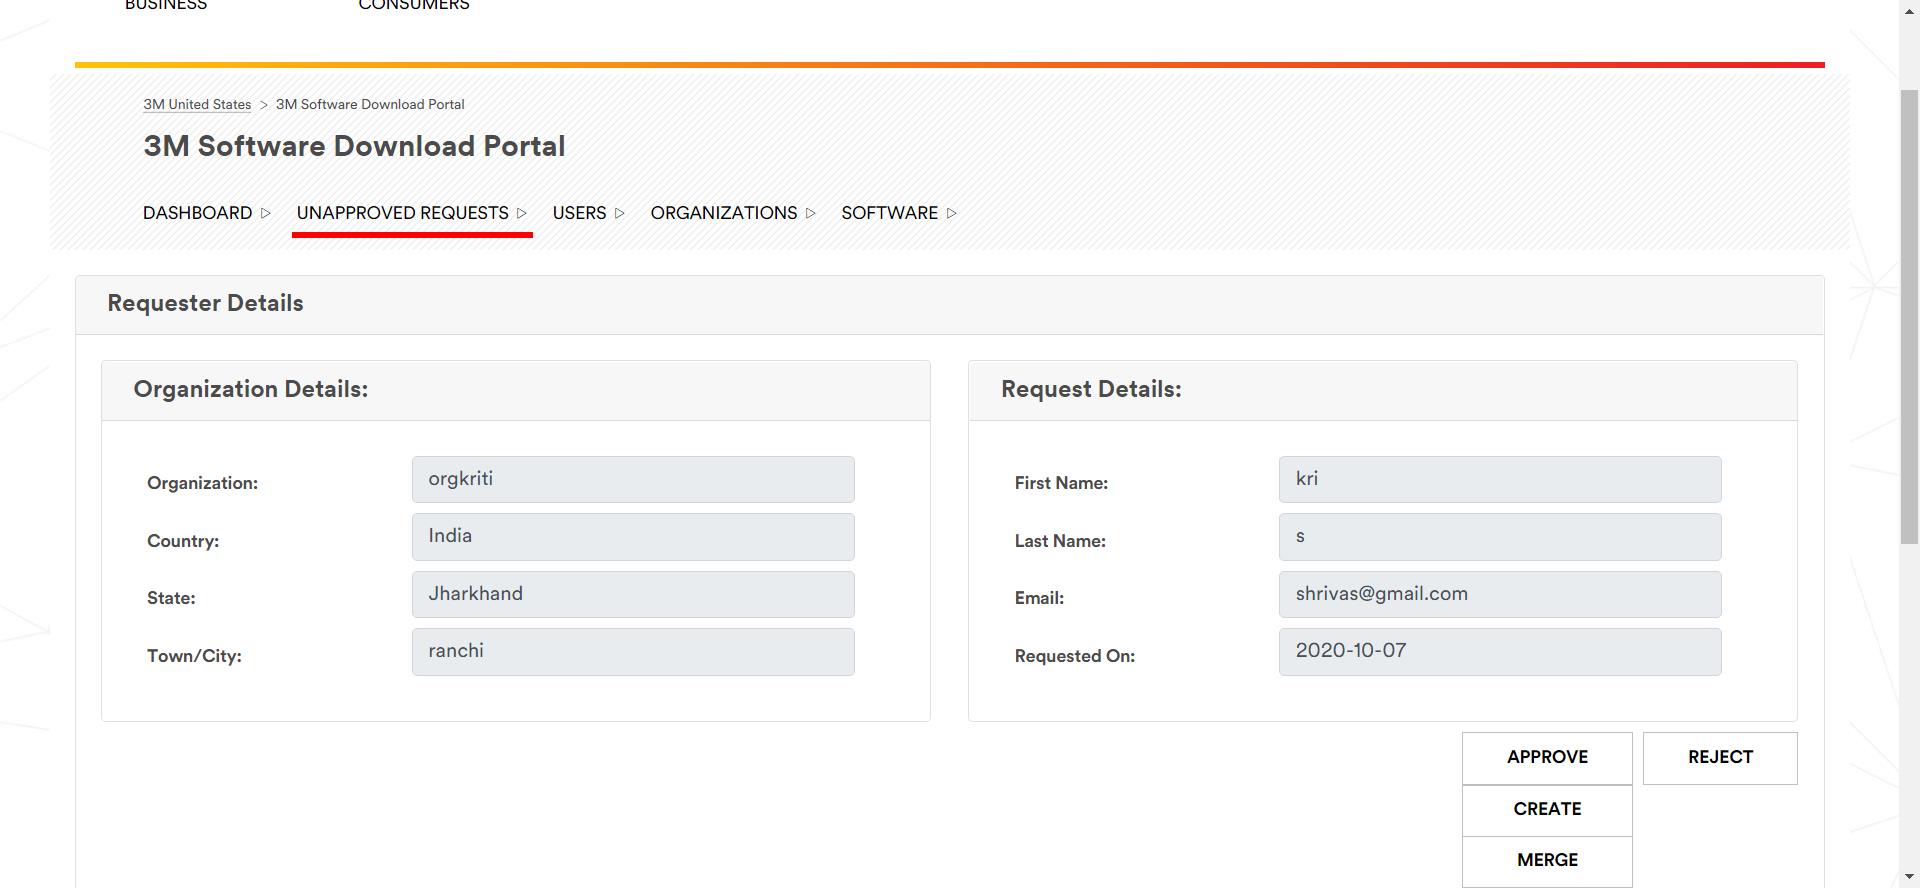 BUSINESS CONSUMERS
3M United States > 3M Software Download Portal
3M Software Download Portal
DASHBOARD UNAPPROVED REQUESTS USERS ORGANIZATIONS SOFTWARE
Requester Details
Organization Details:
Organization: orgkriti
Country: India
State: Jharkhand
Town/City: ranchi
Request Details:
First Name: kri
Last Name: s
Email: shrivas@gmail.com
Requested On: 2020-10-07
APPROVE REJECT
CREATE
MERGE